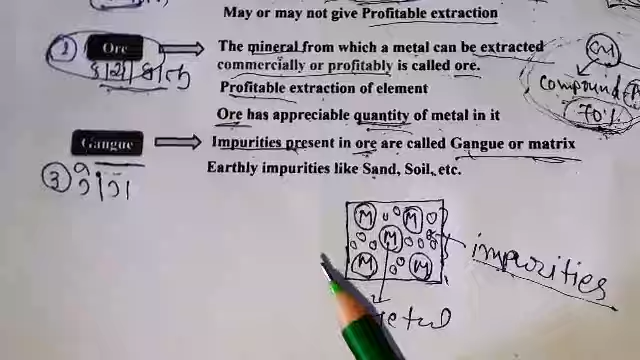 May or may not give Profitable extraction
Ore
The mineral from which a metal can be extracted
commercially or profitably is called ore.
Profitable extraction of element
Ore has appreciable quantity of metal in it
Gangue
Impurities present in ore are called Gangue or matrix
Earthly impurities like Sand, Soil, etc.
M
compound
70%
3
M M
M
M M
impurities